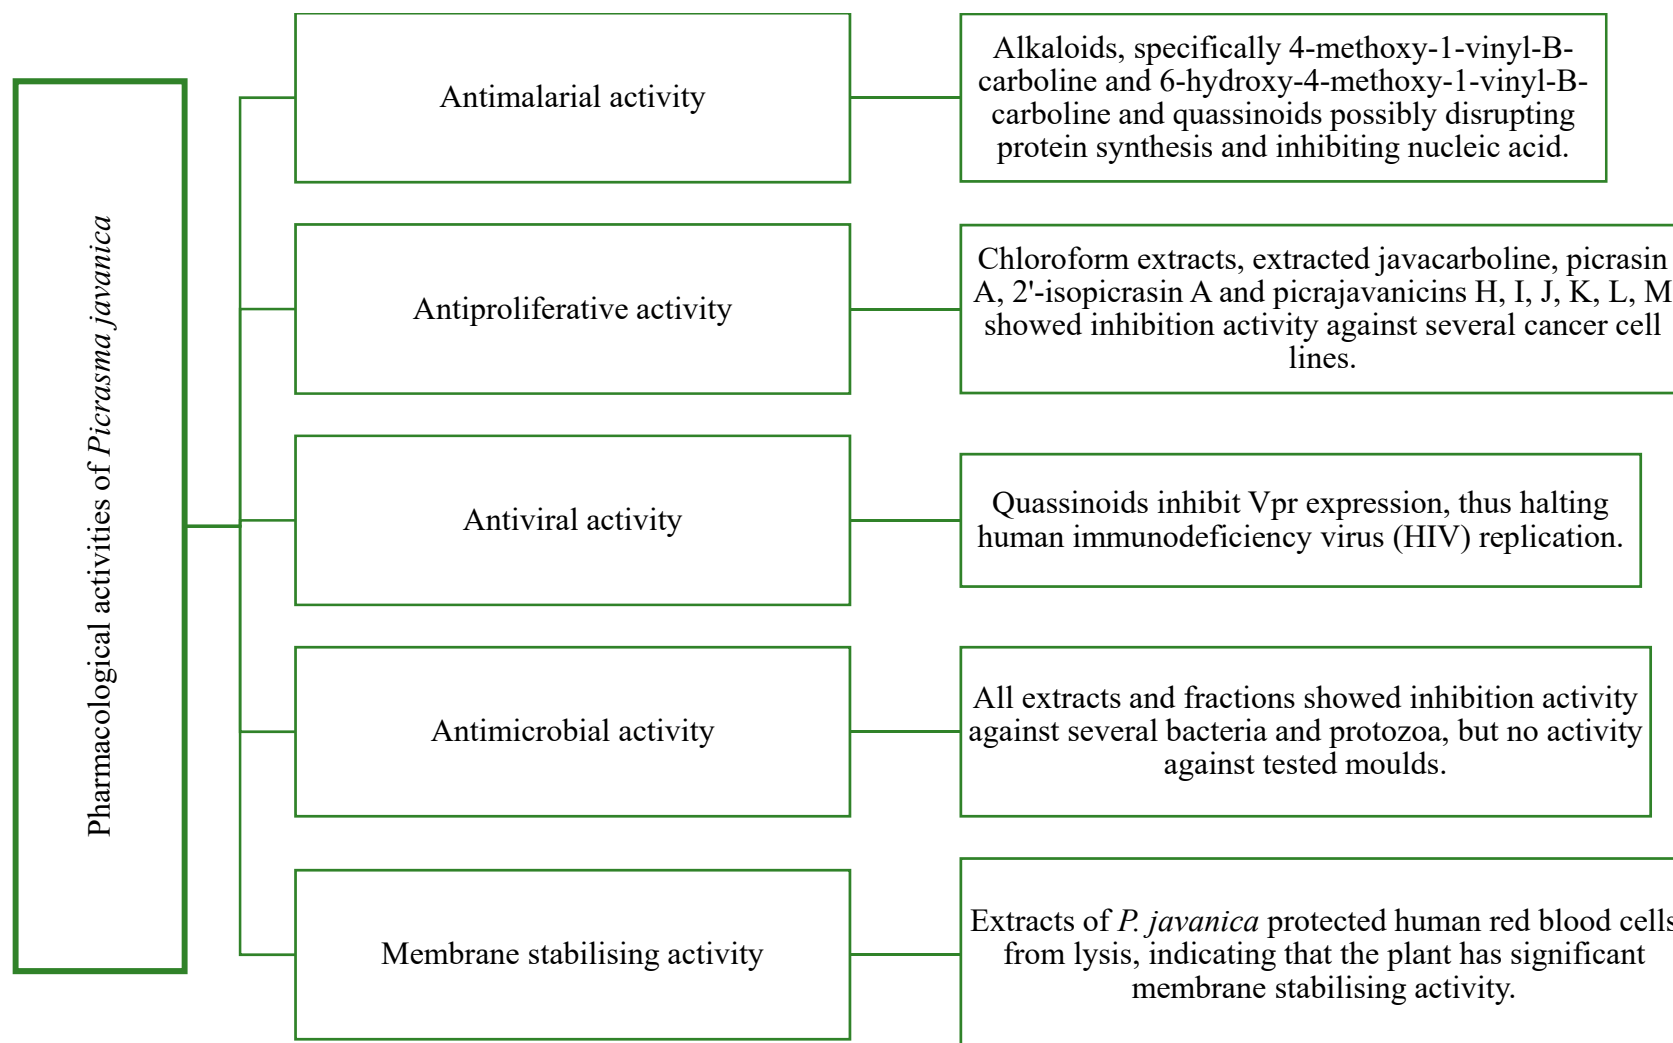 Pharmacological activities of Picrasma javanica
Antimalarial activity
Alkaloids, specifically 4-methoxy-1-vinyl-B-
carboline and 6-hydroxy-4-methoxy-1-vinyl-B-
carboline and quassinoids possibly disrupting
protein synthesis and inhibiting nucleic acid.
Antiproliferative activity
Chloroform extracts, extracted javacarboline, picrasin
A, 2'-isopicrasin A and picrajavanicins H, I, J, K, L, M
showed inhibition activity against several cancer cell
lines.
Antiviral activity
Quassinoids inhibit Vpr expression, thus halting
human immunodeficiency virus (HIV) replication.
Antimicrobial activity
All extracts and fractions showed inhibition activity
against several bacteria and protozoa, but no activity
against tested moulds.
Membrane stabilising activity
Extracts of P. javanica protected human red blood cells
from lysis, indicating that the plant has significant
membrane stabilising activity.